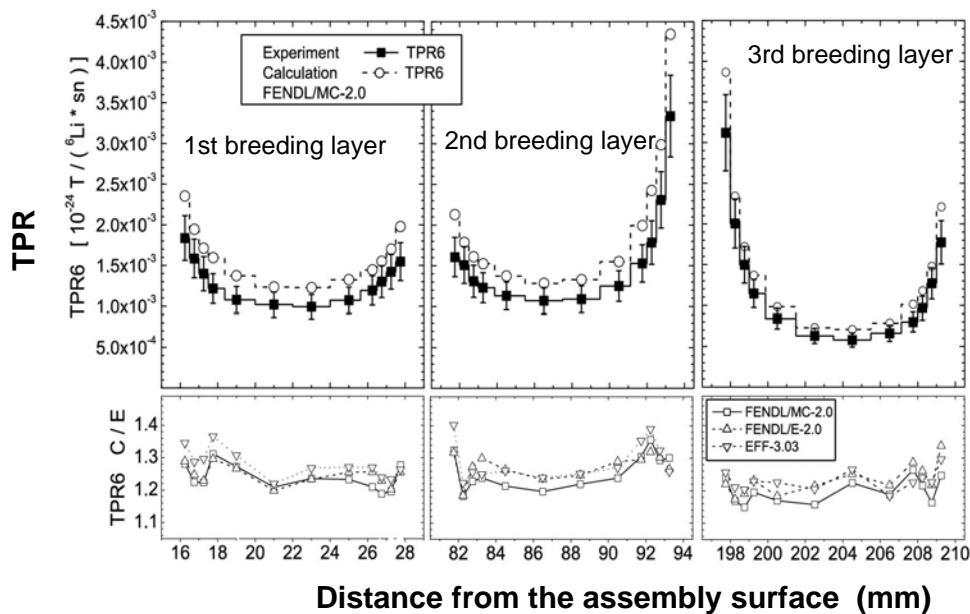 TPR
TPR6 [ 10⁻²⁴ T / ( ⁶Li * sn ) ]
4.5x10⁻³
4.0x10⁻³
3.5x10⁻³
3.0x10⁻³
2.5x10⁻³
2.0x10⁻³
1.5x10⁻³
1.0x10⁻³
5.0x10⁻⁴
Experiment TPR6
Calculation TPR6
FENDL/MC-2.0
1st breeding layer
2nd breeding layer
3rd breeding layer
TPR6 C / E
1.4
1.3
1.2
1.1
FENDL/MC-2.0
FENDL/E-2.0
EFF-3.03
16 18 20 22 24 26 28 82 84 86 88 90 92 94 198 200 202 204 206 208 210
Distance from the assembly surface (mm)